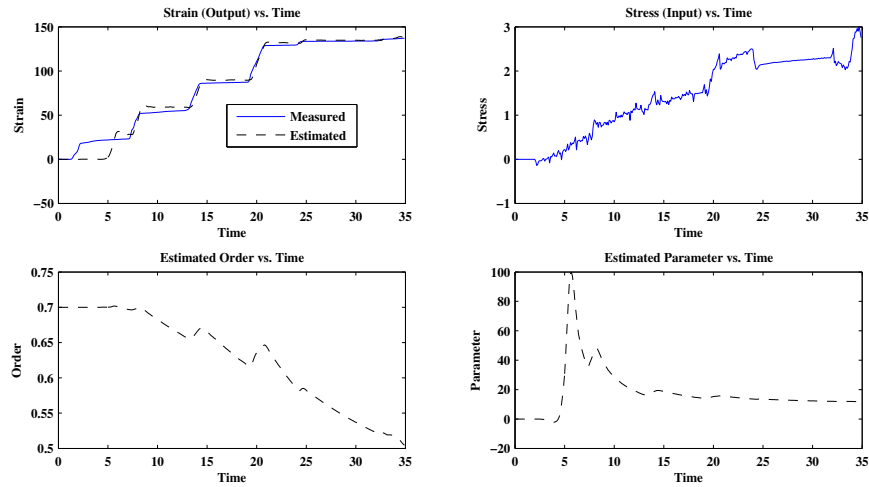 Strain (Output) vs. Time
150
100
50
0
−50
Strain
0 5 10 15 20 25 30 35
Time
Measured
Estimated
Stress (Input) vs. Time
3
2
1
0
−1
Stress
0 5 10 15 20 25 30 35
Time
Estimated Order vs. Time
0.75
0.7
0.65
0.6
0.55
0.5
Order
0 5 10 15 20 25 30 35
Time
Estimated Parameter vs. Time
100
80
60
40
20
0
−20
Parameter
0 5 10 15 20 25 30 35
Time